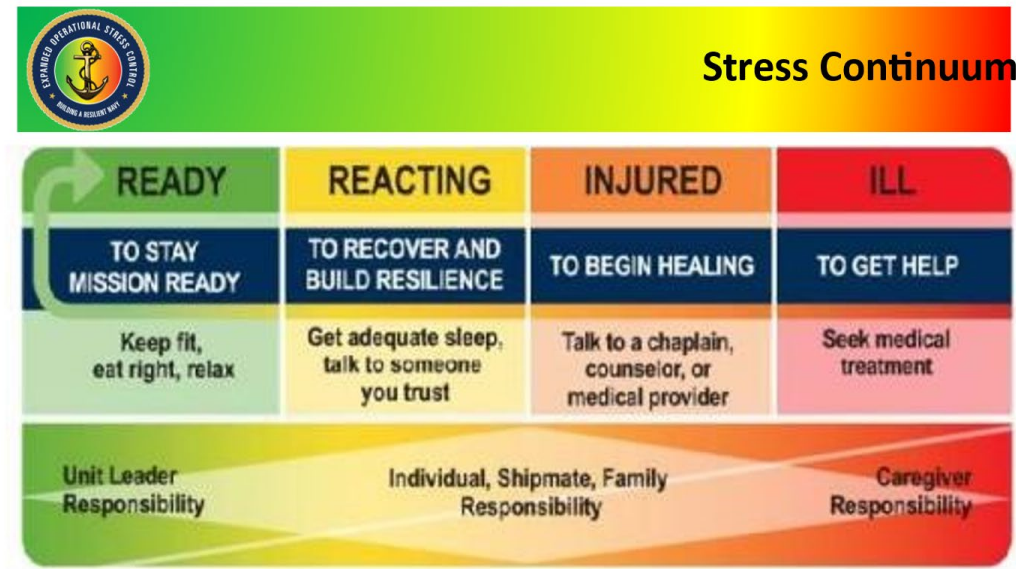 EXPANDED OPERATIONAL STRESS CONTROL
★ BUILDING A RESILIENT NAVY ★
Stress Continuum
READY
REACTING
INJURED
ILL
TO STAY
MISSION READY
TO RECOVER AND
BUILD RESILIENCE
TO BEGIN HEALING
TO GET HELP
Keep fit,
eat right, relax
Get adequate sleep,
talk to someone
you trust
Talk to a chaplain,
counselor, or
medical provider
Seek medical
treatment
Unit Leader
Responsibility
Individual, Shipmate, Family
Responsibility
Caregiver
Responsibility